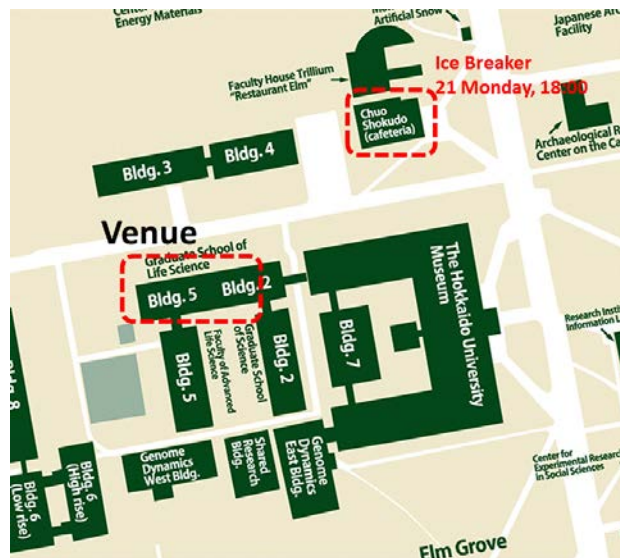 Energy Materials
Artificial Snow
Facility
Faculty House Trillium
"Restaurant Elm"
Ice Breaker
21 Monday, 18:00
Chuo
Shokudo
(cafeteria)
Archaeological
Center on the
Bldg. 4
Bldg. 3
Venue
Graduate School of
Life Science
Bldg. 5
Bldg. 2
The Hokkaido University
Museum
Bldg. 7
Graduate School
of Science
Bldg. 2
Faculty of Advanced
Life Science
Bldg. 5
Genome
Dynamics
West Bldg.
Shared
Research
Bldg.
Genome
Dynamics
East Bldg.
Bldg. 6
(High rise)
Bldg. 6
(Low rise)
Research Insti
Information L
Center for
Experimental Research
in Social Sciences
Elm Grove